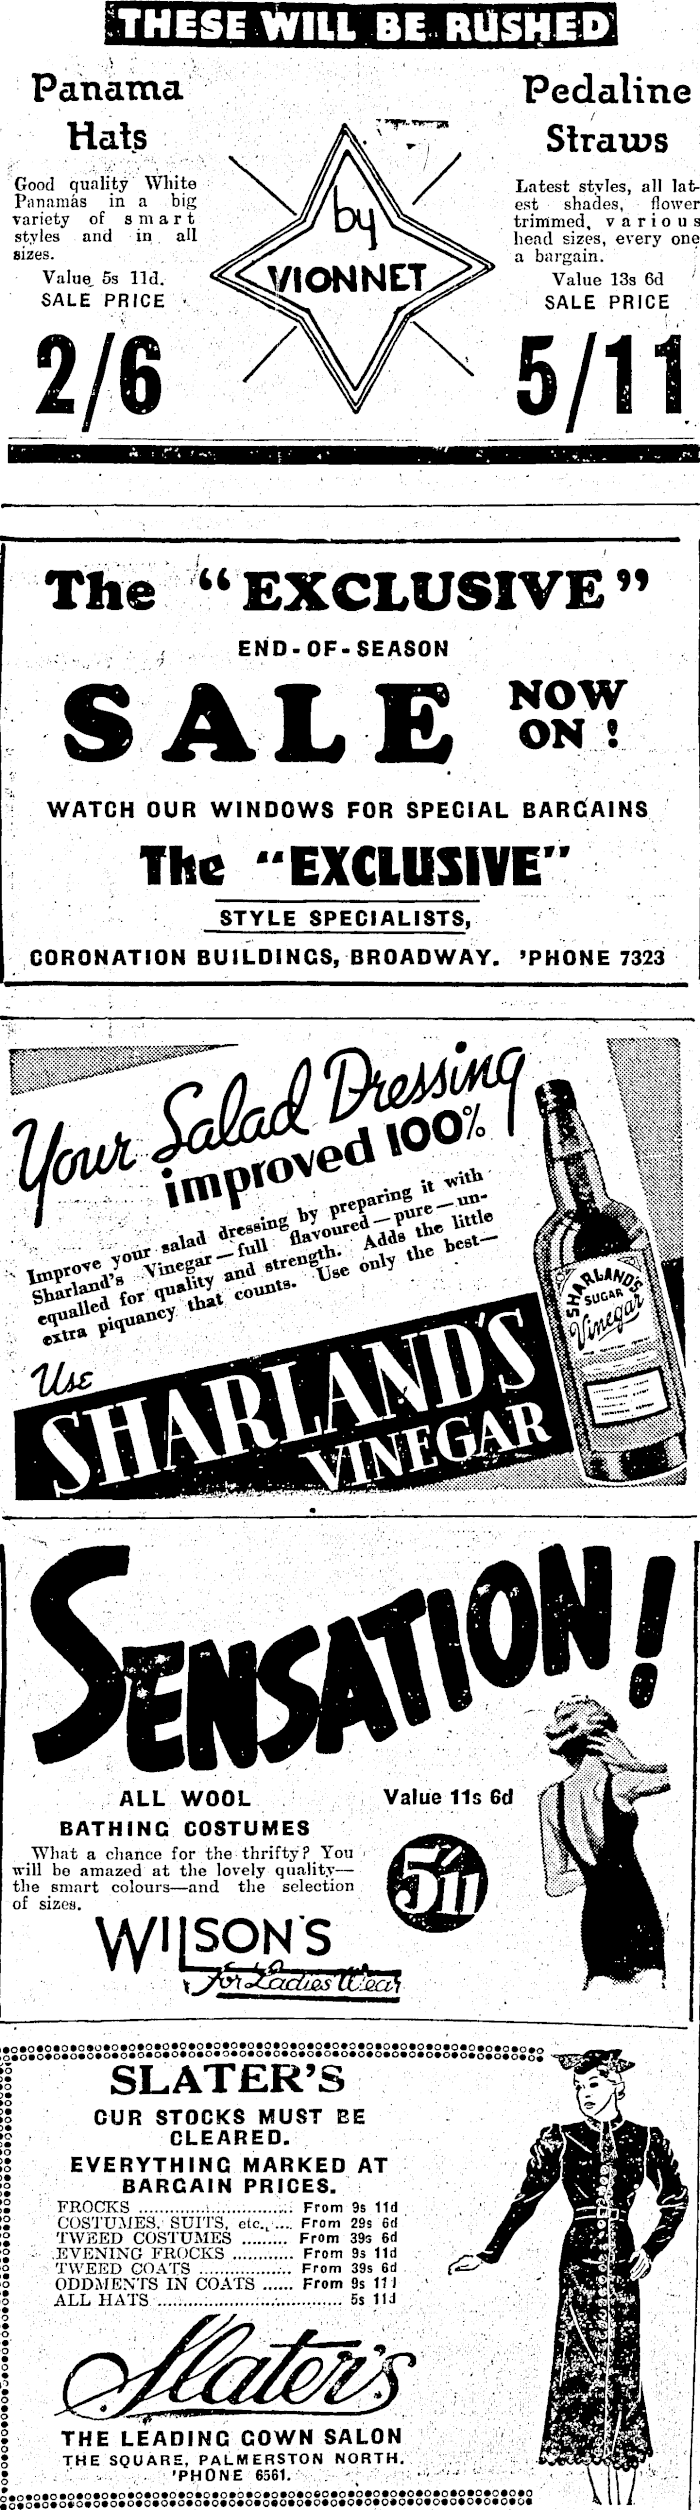 THESE WILL BE RUSHED
Panama
Hats
Good quality White
Panamas in a big
variety of smart
styles and in all
sizes.
Value 5s 11d.
SALE PRICE
2/6
by
VIONNET
Pedaline
Straws
Latest styles, all lat-
est shades, flower
trimmed, various
head sizes, every one
a bargain.
Value 13s 6d
SALE PRICE
5/11
The "EXCLUSIVE"
END-OF-SEASON
SALE NOW
ON !
WATCH OUR WINDOWS FOR SPECIAL BARGAINS
The "EXCLUSIVE"
STYLE SPECIALISTS,
CORONATION BUILDINGS, BROADWAY. 'PHONE 7323
Your Salad Dressing
improved 100%
Improve your salad dressing by preparing it with
Sharland's Vinegar—full flavoured—pure—un-
equalled for quality and strength. Adds the little
extra piquancy that counts. Use only the best—
Use
SHARLAND'S
VINEGAR
SHARLAND'S
SUGAR
Vinegar
SENSATION!
ALL WOOL
BATHING COSTUMES
What a chance for the thrifty? You
will be amazed at the lovely quality—
the smart colours—and the selection
of sizes.
Value 11s 6d
5/11
WILSON'S
For Ladies Wear
SLATER'S
OUR STOCKS MUST BE
CLEARED.
EVERYTHING MARKED AT
BARGAIN PRICES.
FROCKS ............................ From 9s 11d
COSTUMES, SUITS, etc., ... From 29s 6d
TWEED COSTUMES ......... From 39s 6d
EVENING FROCKS ............ From 9s 11d
TWEED COATS .................. From 39s 6d
ODDMENTS IN COATS ...... From 9s 11d
ALL HATS .................................. 5s 11d
Slater's
THE LEADING GOWN SALON
THE SQUARE, PALMERSTON NORTH.
'PHONE 6561.